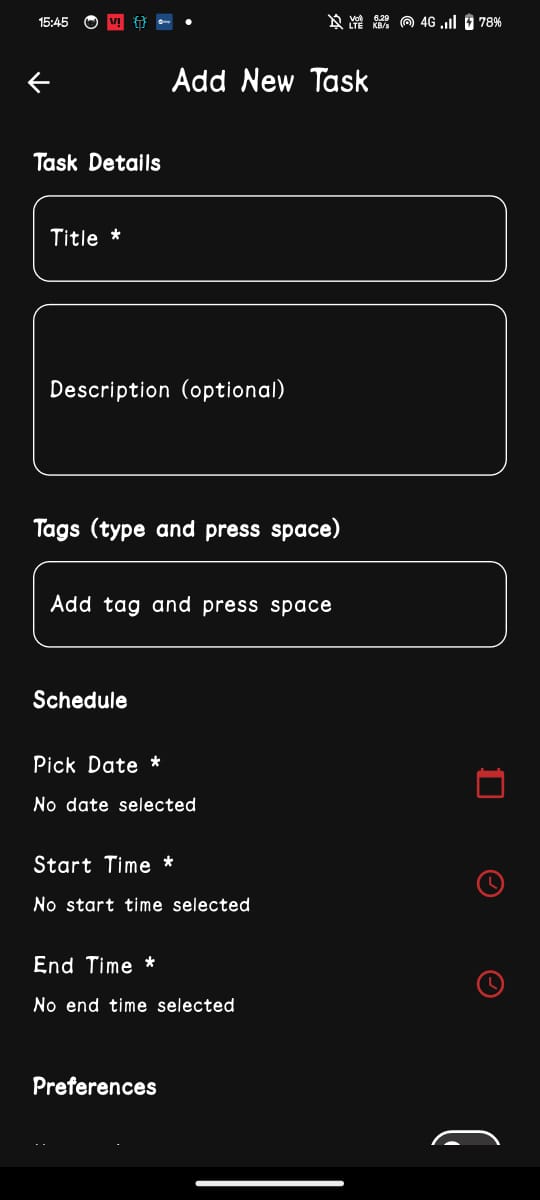 15:45 Vo) LTE 6.29 KB/s 4G 78%
Add New Task
Task Details
Title *
Description (optional)
Tags (type and press space)
Add tag and press space
Schedule
Pick Date *
No date selected
Start Time *
No start time selected
End Time *
No end time selected
Preferences